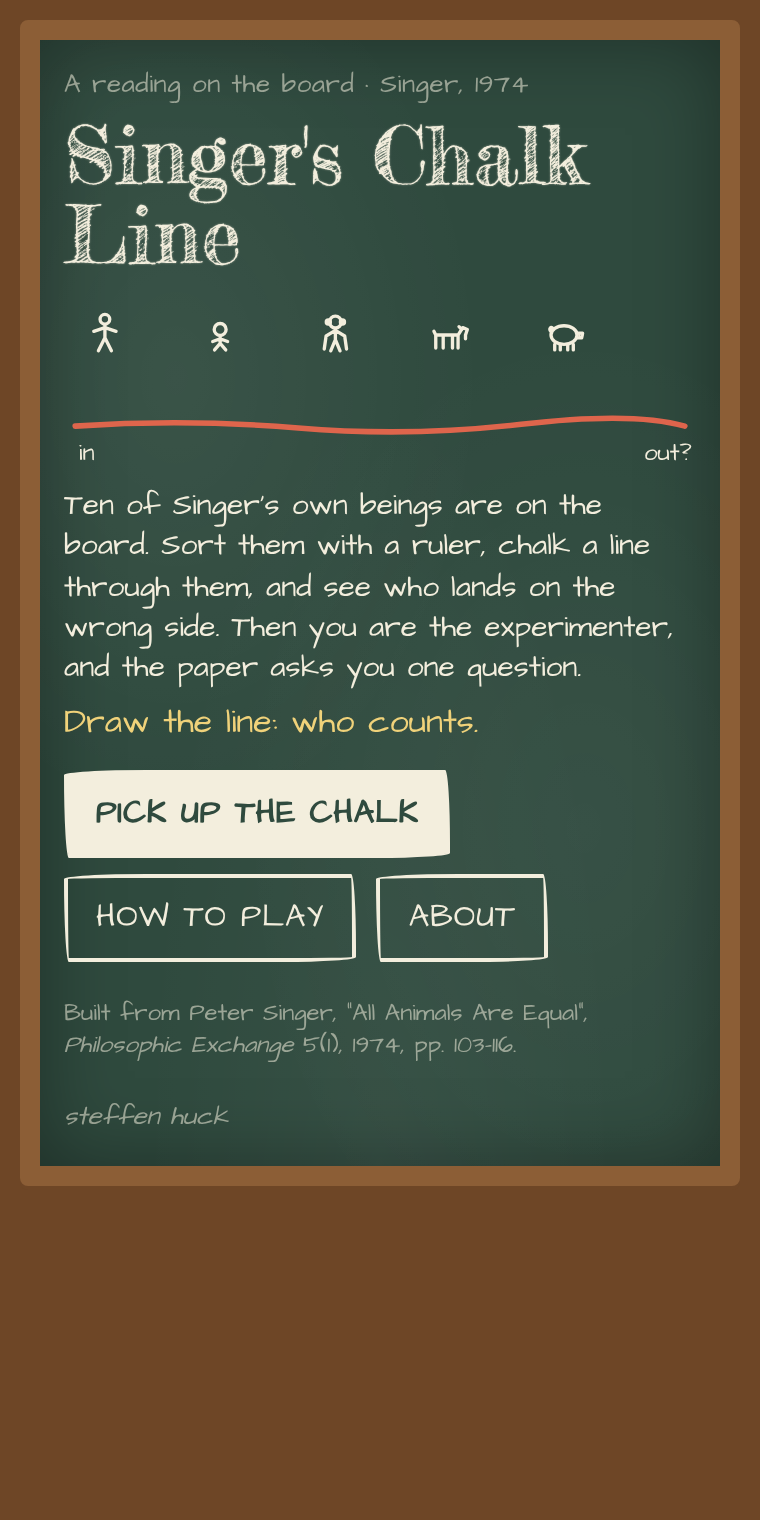 A reading on the board · Singer, 1974
Singer's Chalk
Line
in
out?
Ten of Singer's own beings are on the
board. Sort them with a ruler, chalk a line
through them, and see who lands on the
wrong side. Then you are the experimenter,
and the paper asks you one question.
Draw the line: who counts.
PICK UP THE CHALK
HOW TO PLAY
ABOUT
Built from Peter Singer, "All Animals Are Equal",
Philosophic Exchange 5(1), 1974, pp. 103-116.
steffen huck